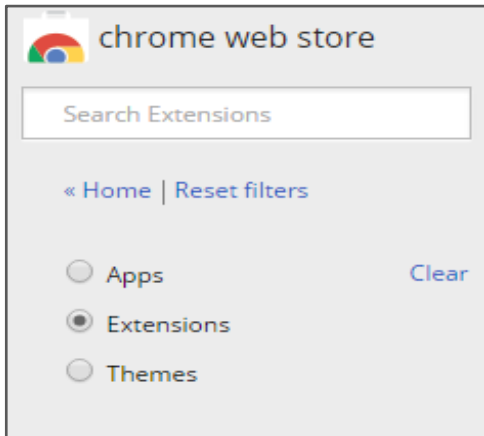 chrome web store
Search Extensions
« Home | Reset filters
Apps Clear
Extensions
Themes